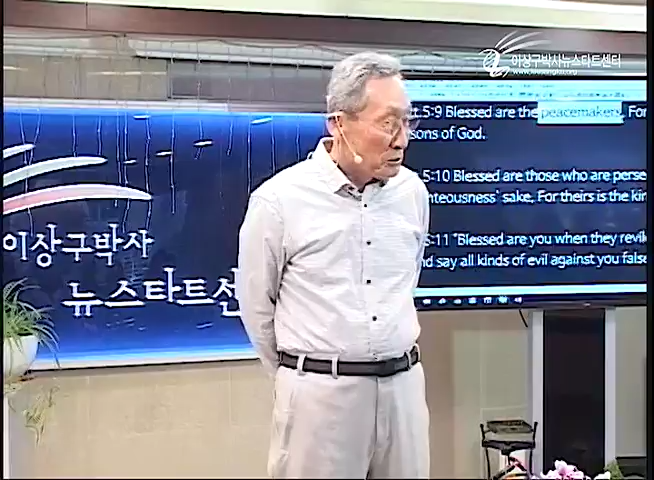 이상구박사뉴스타트센터
5:9 Blessed are the peacemakers, For
sons of God.
5:10 Blessed are those who are perse
eousness` sake, For theirs is the king
5:11 "Blessed are you when they revil
nd say all kinds of evil against you false
이상구박사
뉴스타트센